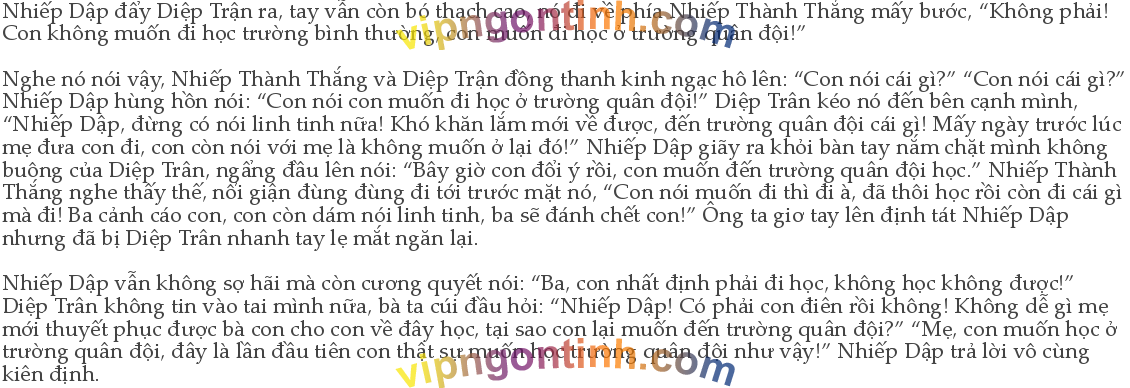 Nhiếp Dập đẩy Diệp Trận ra, tay vẫn còn bó thạch cao, nó đi về phía Nhiếp Thành Thắng mấy bước, “Không phải!
Con không muốn đi học trường bình thường, con muốn đi học ở trường quân đội!”
vipngontinh.com
Nghe nó nói vậy, Nhiếp Thành Thắng và Diệp Trận đồng thanh kinh ngạc hô lên: “Con nói cái gì?” “Con nói cái gì?”
Nhiếp Dập hùng hồn nói: “Con nói con muốn đi học ở trường quân đội!” Diệp Trân kéo nó đến bên cạnh mình,
“Nhiếp Dập, đừng có nói linh tinh nữa! Khó khăn lắm mới về được, đến trường quân đội cái gì! Mấy ngày trước lúc
mẹ đưa con đi, con còn nói với mẹ là không muốn ở lại đó!” Nhiếp Dập giãy ra khỏi bàn tay nắm chặt mình không
buông của Diệp Trân, ngẩng đầu lên nói: “Bây giờ con đổi ý rồi, con muốn đến trường quân đội học.” Nhiếp Thành
Thắng nghe thấy thế, nổi giận đùng đùng đi tới trước mặt nó, “Con nói muốn đi thì đi à, đã thôi học rồi còn đi cái gì
mà đi! Ba cảnh cáo con, con còn dám nói linh tinh, ba sẽ đánh chết con!” Ông ta giơ tay lên định tát Nhiếp Dập
nhưng đã bị Diệp Trân nhanh tay lẹ mắt ngăn lại.
Nhiếp Dập vẫn không sợ hãi mà còn cương quyết nói: “Ba, con nhất định phải đi học, không học không được!”
Diệp Trân không tin vào tai mình nữa, bà ta cúi đầu hỏi: “Nhiếp Dập! Có phải con điên rồi không! Không dễ gì mẹ
mới thuyết phục được bà con cho con về đây học, tại sao con lại muốn đến trường quân đội?” “Mẹ, con muốn học ở
trường quân đội, đây là lần đầu tiên con thật sự muốn học trường quân đội như vậy!” Nhiếp Dập trả lời vô cùng
kiên định.
vipngontinh.com